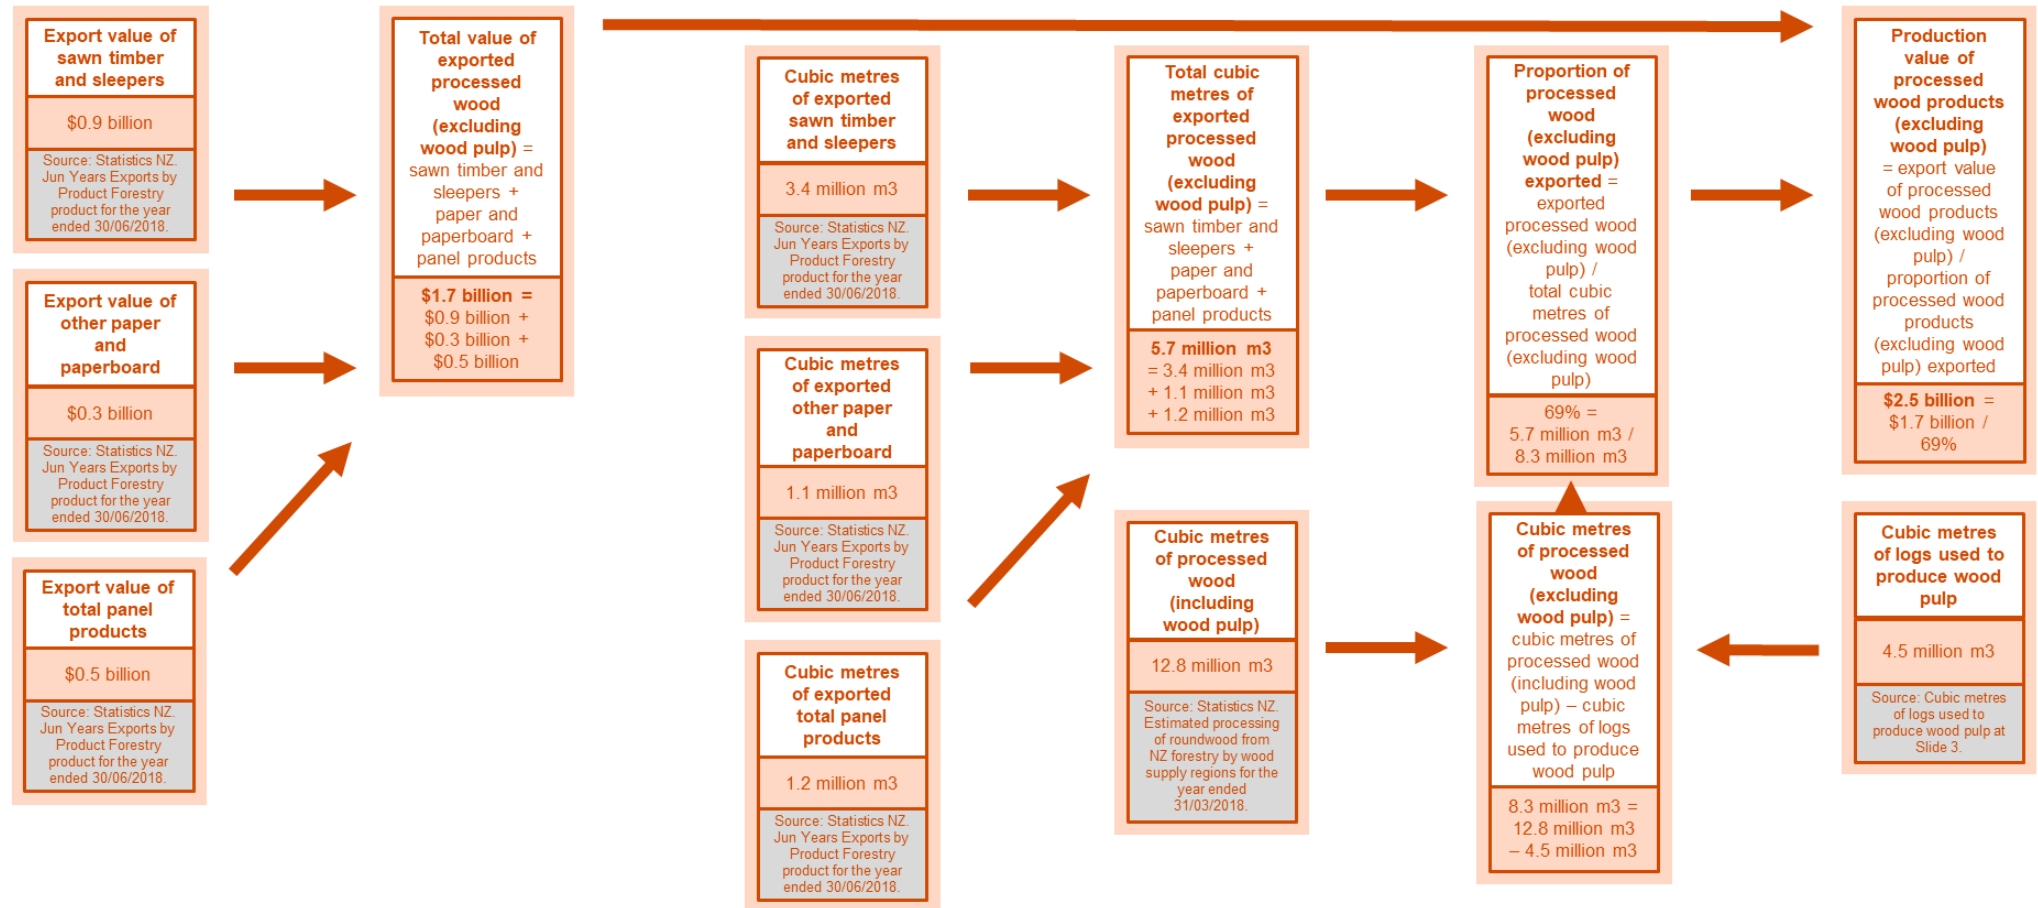 Export value of
sawn timber
and sleepers
$0.9 billion
Source: Statistics NZ.
Jun Years Exports by
Product Forestry
product for the year
ended 30/06/2018.
Export value of
other paper
and
paperboard
$0.3 billion
Source: Statistics NZ.
Jun Years Exports by
Product Forestry
product for the year
ended 30/06/2018.
Export value of
total panel
products
$0.5 billion
Source: Statistics NZ.
Jun Years Exports by
Product Forestry
product for the year
ended 30/06/2018.
Total value of
exported
processed
wood
(excluding
wood pulp) =
sawn timber and
sleepers +
paper and
paperboard +
panel products
$1.7 billion =
$0.9 billion +
$0.3 billion +
$0.5 billion
Cubic metres
of exported
sawn timber
and sleepers
3.4 million m3
Source: Statistics NZ.
Jun Years Exports by
Product Forestry
product for the year
ended 30/06/2018.
Cubic metres
of exported
other paper
and
paperboard
1.1 million m3
Source: Statistics NZ.
Jun Years Exports by
Product Forestry
product for the year
ended 30/06/2018.
Cubic metres
of exported
total panel
products
1.2 million m3
Source: Statistics NZ.
Jun Years Exports by
Product Forestry
product for the year
ended 30/06/2018.
Total cubic
metres of
exported
processed
wood
(excluding
wood pulp) =
sawn timber and
sleepers +
paper and
paperboard +
panel products
5.7 million m3
= 3.4 million m3
+ 1.1 million m3
+ 1.2 million m3
Cubic metres
of processed
wood
(including
wood pulp)
12.8 million m3
Source: Statistics NZ.
Estimated processing
of roundwood from
NZ forestry by wood
supply regions for the
year ended
31/03/2018.
Proportion of
processed
wood
(excluding
wood pulp)
exported =
exported
processed wood
(excluding wood
pulp) /
total cubic
metres of
processed wood
(excluding wood
pulp)
69% =
5.7 million m3 /
8.3 million m3
Cubic metres
of processed
wood
(excluding
wood pulp) =
cubic metres of
processed wood
(including wood
pulp) – cubic
metres of logs
used to produce
wood pulp
8.3 million m3 =
12.8 million m3
– 4.5 million m3
Production
value of
processed
wood products
(excluding
wood pulp)
= export value
of processed
wood products
(excluding wood
pulp) /
proportion of
processed wood
products
(excluding wood
pulp) exported
$2.5 billion =
$1.7 billion /
69%
Cubic metres
of logs used to
produce wood
pulp
4.5 million m3
Source: Cubic metres
of logs used to
produce wood pulp at
Slide 3.